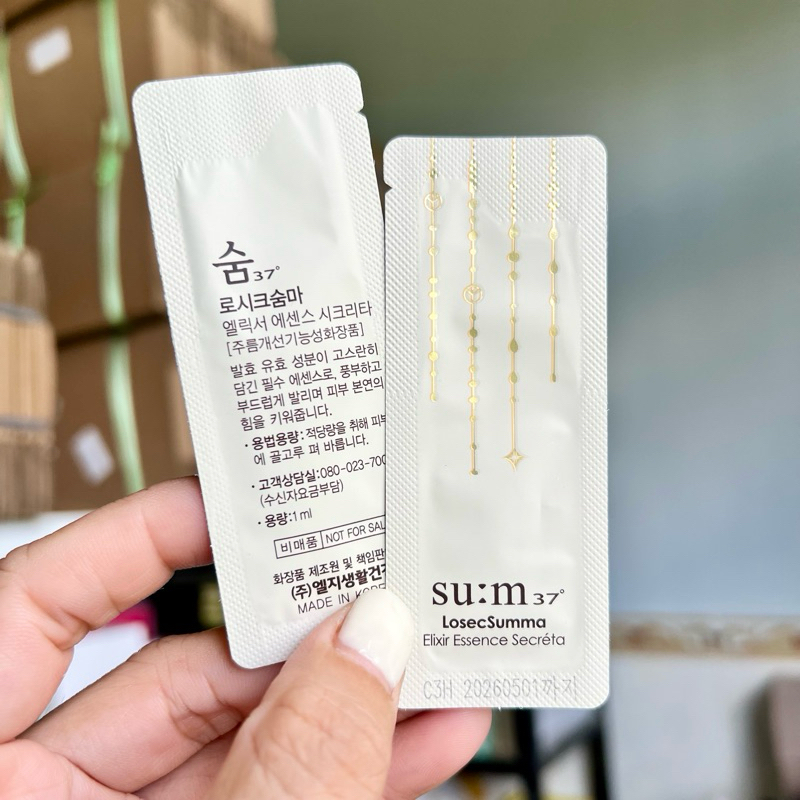 숨37°
로시크숨마
엘릭서 에센스 시크리타
[주름개선기능성화장품]
발효 유효 성분이 고스란히
담긴 필수 에센스로, 풍부하고
부드럽게 발리며 피부 본연의
힘을 키워줍니다.
• 용법용량: 적당량을 취해 피부
에 골고루 펴 바릅니다.
• 고객상담실:080-023-700
(수신자요금부담)
• 용량:1ml
비매품 NOT FOR SAL
화장품 제조원 및 책임판
(주)엘지생활건
MADE IN KORE
su:m37°
LosecSumma
Elixir Essence Secréta
C3H 20260501까지